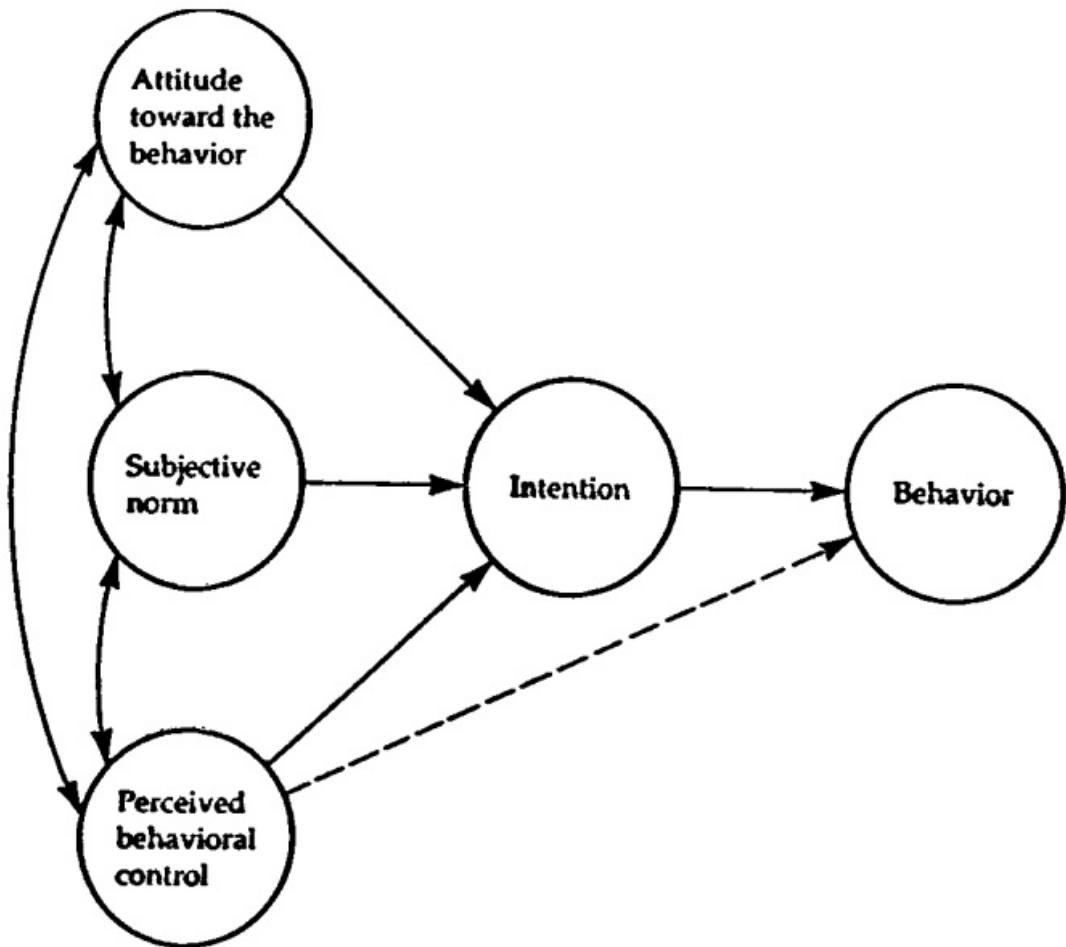 Attitude
toward the
behavior
Subjective
norm
Intention
Behavior
Perceived
behavioral
control